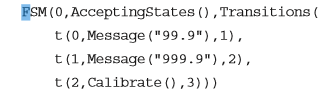 FSM(0,AcceptingStates(),Transitions(
t(0,Message("99.9"),1),
t(1,Message("999.9"),2),
t(2,Calibrate(),3)))